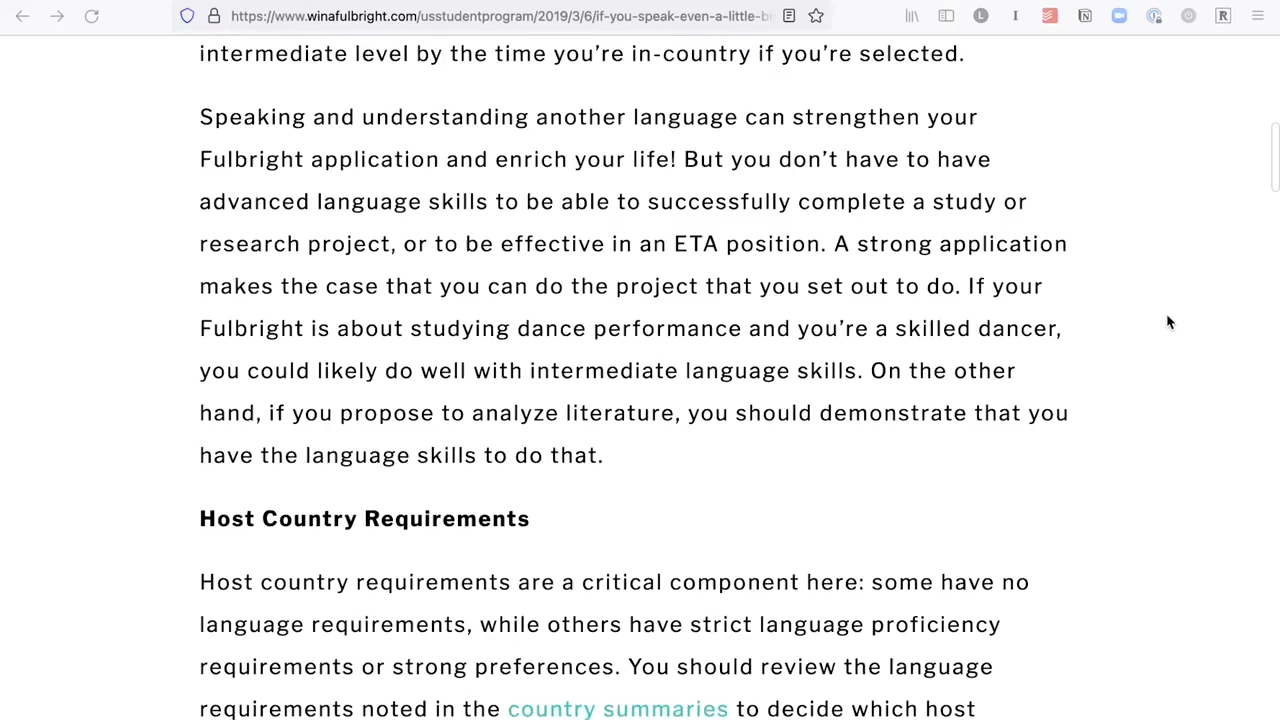 https://www.winafulbright.com/usstudentprogram/2019/3/6/if-you-speak-even-a-little-bi
intermediate level by the time you’re in-country if you’re selected.
Speaking and understanding another language can strengthen your
Fulbright application and enrich your life! But you don’t have to have
advanced language skills to be able to successfully complete a study or
research project, or to be effective in an ETA position. A strong application
makes the case that you can do the project that you set out to do. If your
Fulbright is about studying dance performance and you’re a skilled dancer,
you could likely do well with intermediate language skills. On the other
hand, if you propose to analyze literature, you should demonstrate that you
have the language skills to do that.
Host Country Requirements
Host country requirements are a critical component here: some have no
language requirements, while others have strict language proficiency
requirements or strong preferences. You should review the language
requirements noted in the country summaries to decide which host